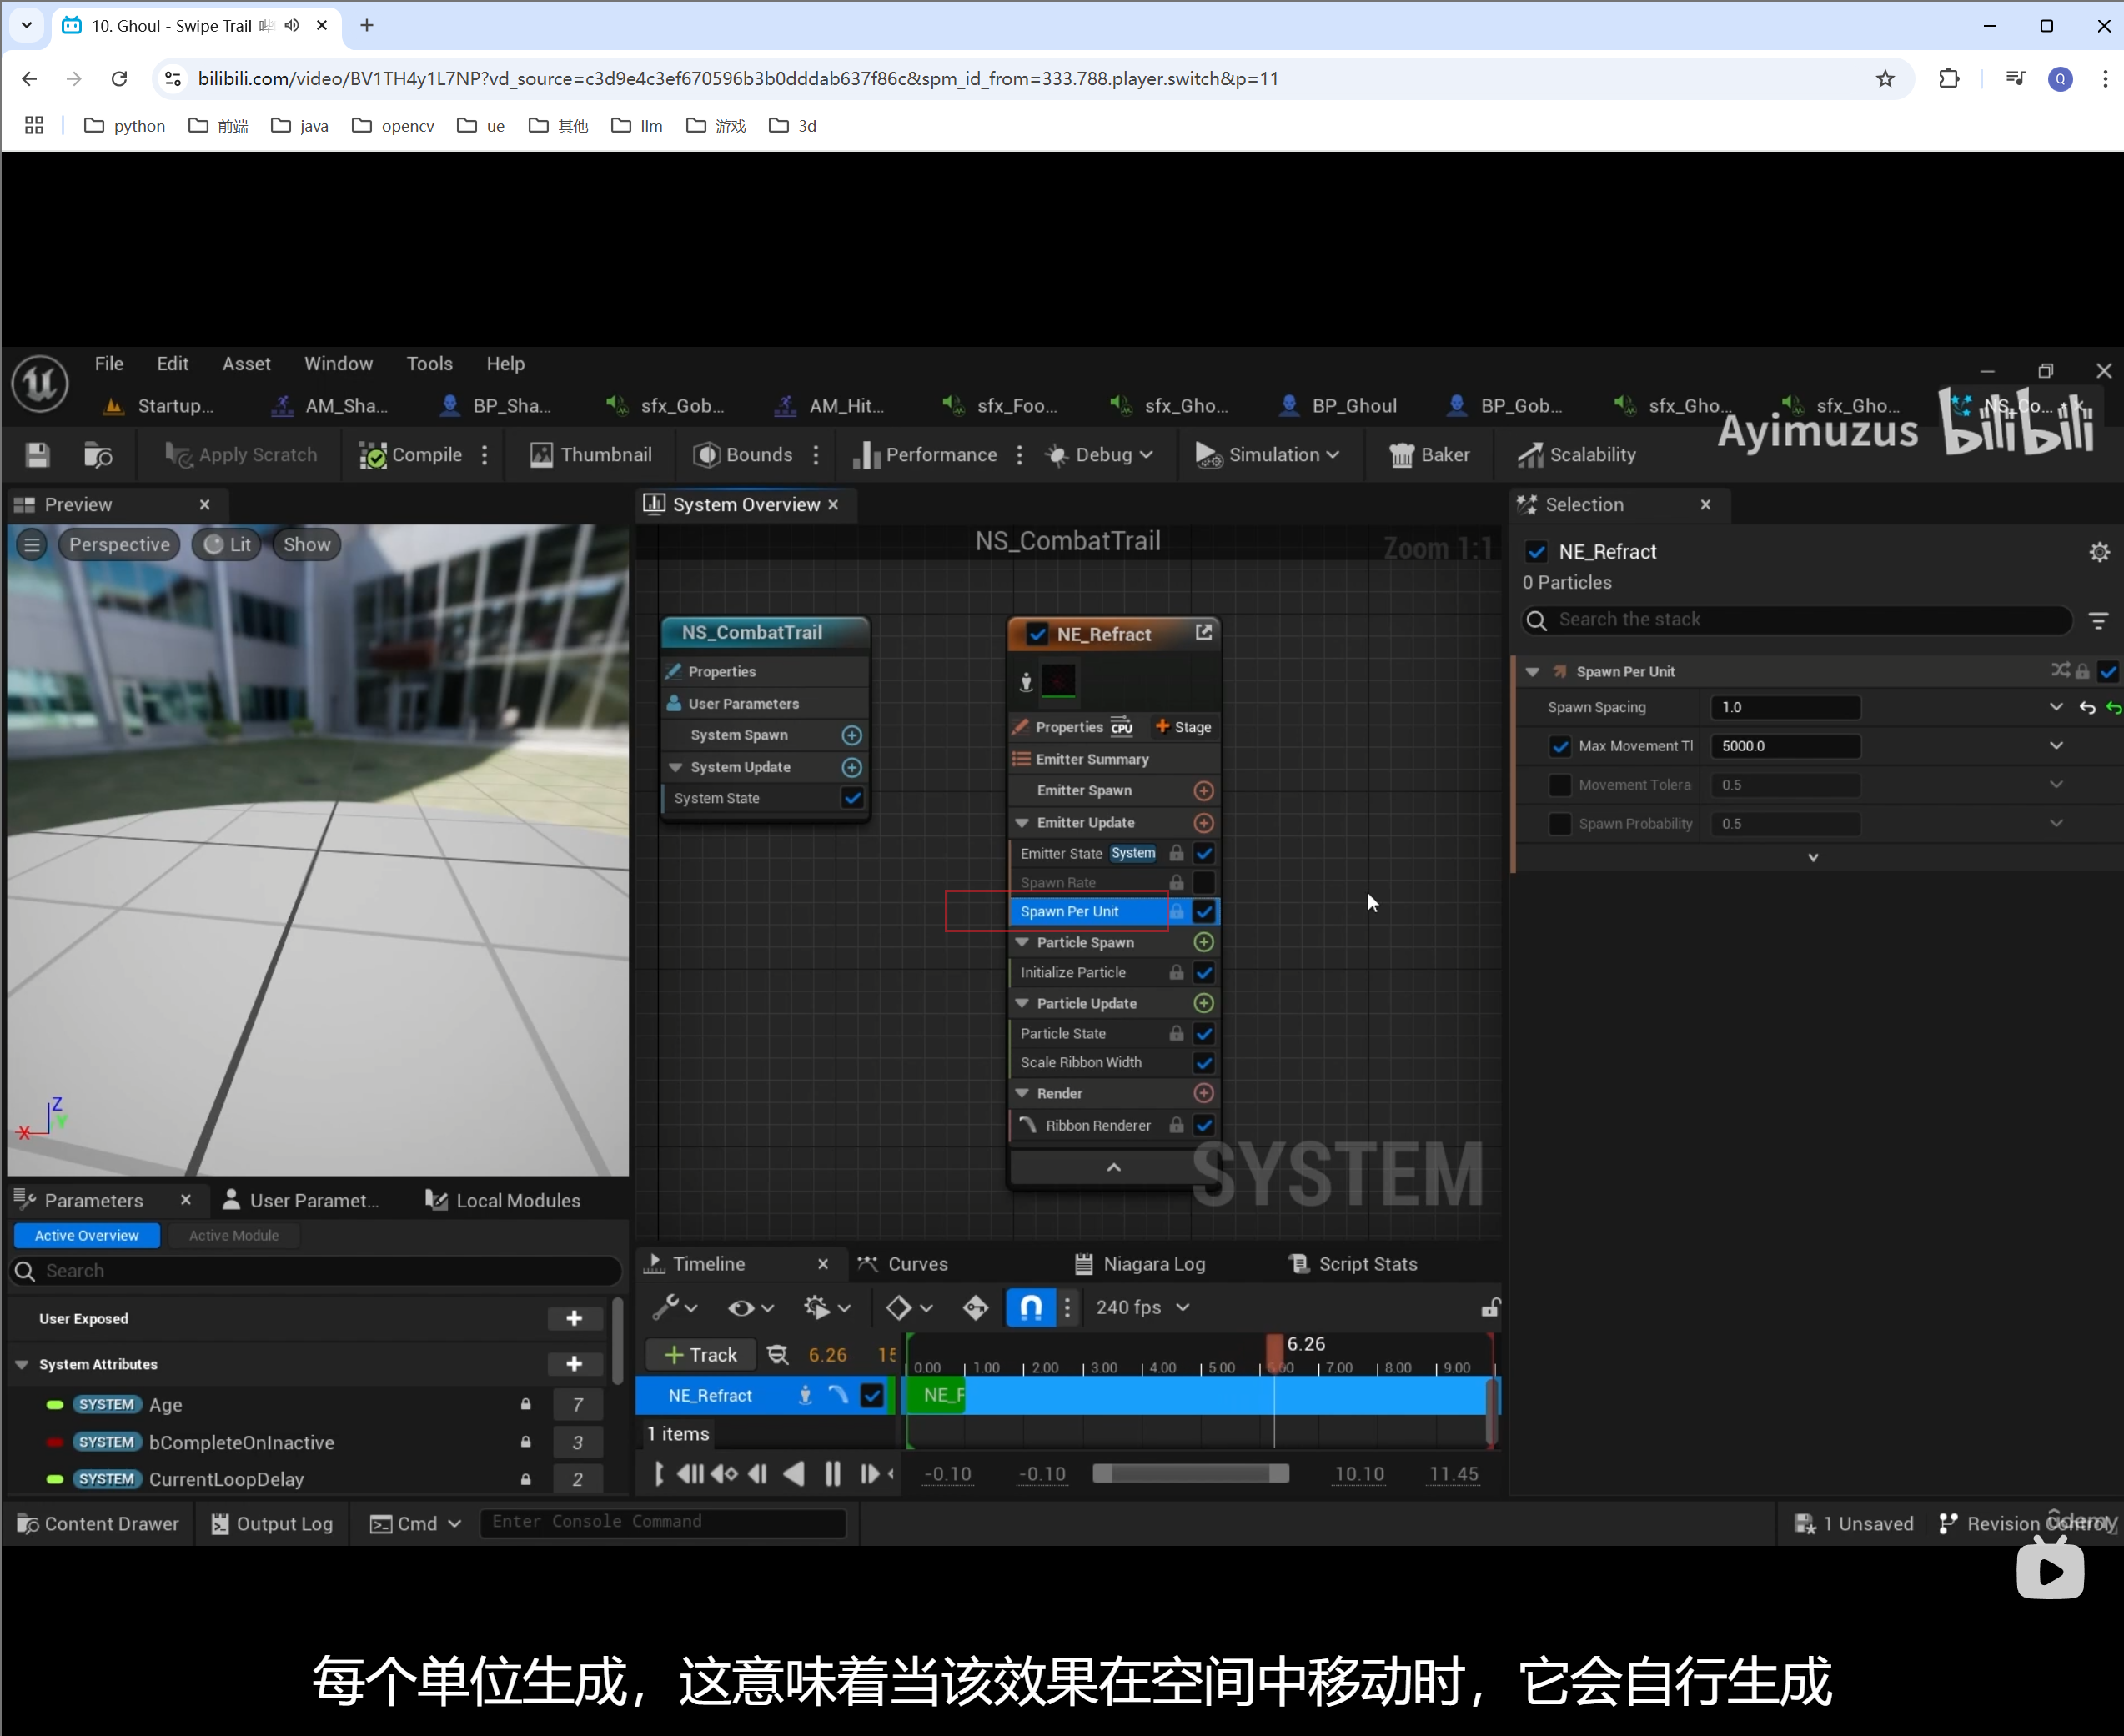 10. Ghoul - Swipe Trail 哔
bilibili.com/video/BV1TH4y1L7NP?vd_source=c3d9e4c3ef670596b3b0dddab637f86c&spm_id_from=333.788.player.switch&p=11
Q
python 前端 java opencv ue 其他 llm 游戏 3d
File Edit Asset Window Tools Help
Startup... AM_Sha... BP_Sha... sfx_Gob... AM_Hit... sfx_Foo... sfx_Gho... BP_Ghoul BP_Gob... sfx_Gho... sfx_Gho... NS_Co...
Ayimuzus bilibili
Apply Scratch Compile Thumbnail Bounds Performance Debug Simulation Baker Scalability
Preview
Perspective Lit Show
Z
Y
X
System Overview
NS_CombatTrail
Zoom 1:1
NS_CombatTrail
Properties
User Parameters
System Spawn
System Update
System State
NE_Refract
Properties CPU Stage
Emitter Summary
Emitter Spawn
Emitter Update
Emitter State System
Spawn Rate
Spawn Per Unit
Particle Spawn
Initialize Particle
Particle Update
Particle State
Scale Ribbon Width
Render
Ribbon Renderer
SYSTEM
Selection
NE_Refract
0 Particles
Search the stack
Spawn Per Unit
Spawn Spacing 1.0
Max Movement Tl 5000.0
Movement Tolera 0.5
Spawn Probability 0.5
Parameters User Paramet... Local Modules
Active Overview Active Module
Search
User Exposed
System Attributes
SYSTEM Age 7
SYSTEM bCompleteOnInactive 3
SYSTEM CurrentLoopDelay 2
Timeline Curves Niagara Log Script Stats
240 fps
Track 6.26 15
6.26
0.00 1.00 2.00 3.00 4.00 5.00 6.00 7.00 8.00 9.00
NE_Refract NE_F
1 items
-0.10 -0.10 10.10 11.45
Content Drawer Output Log Cmd Enter Console Command 1 Unsaved Revision Control
ûdemy
每个单位生成，这意味着当该效果在空间中移动时，它会自行生成